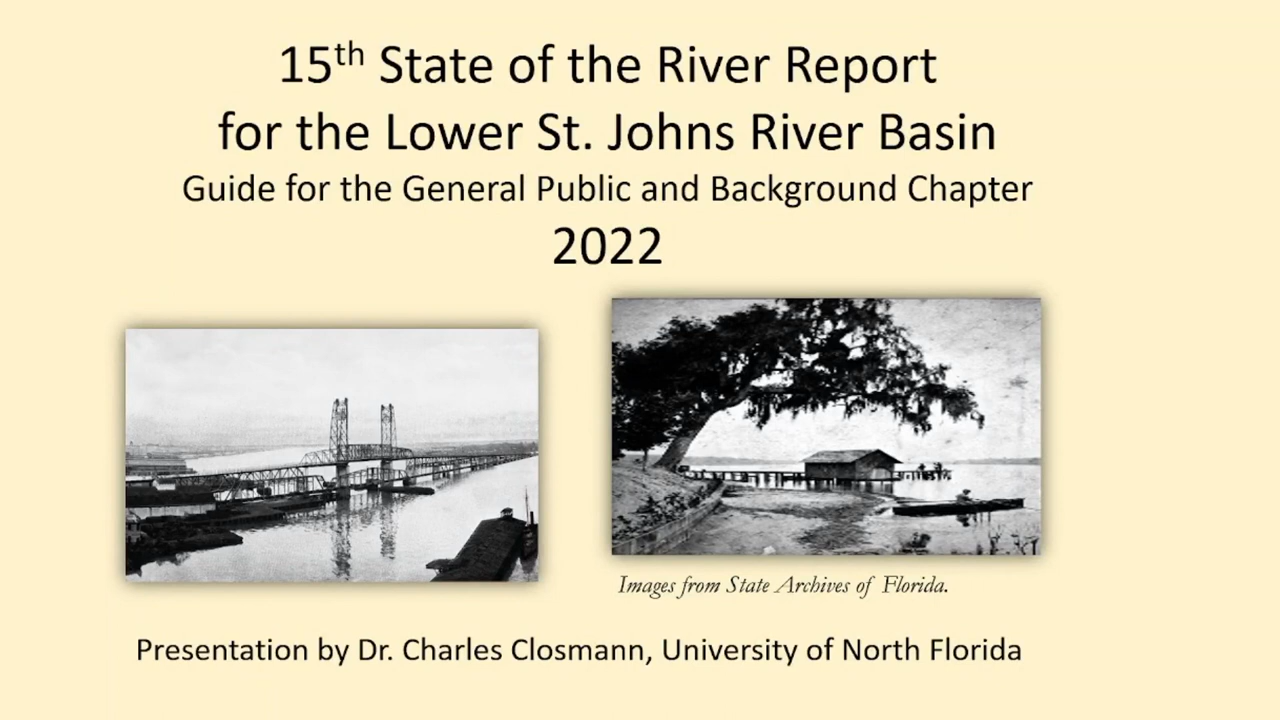 15th State of the River Report
for the Lower St. Johns River Basin
Guide for the General Public and Background Chapter
2022
Images from State Archives of Florida.
Presentation by Dr. Charles Closmann, University of North Florida